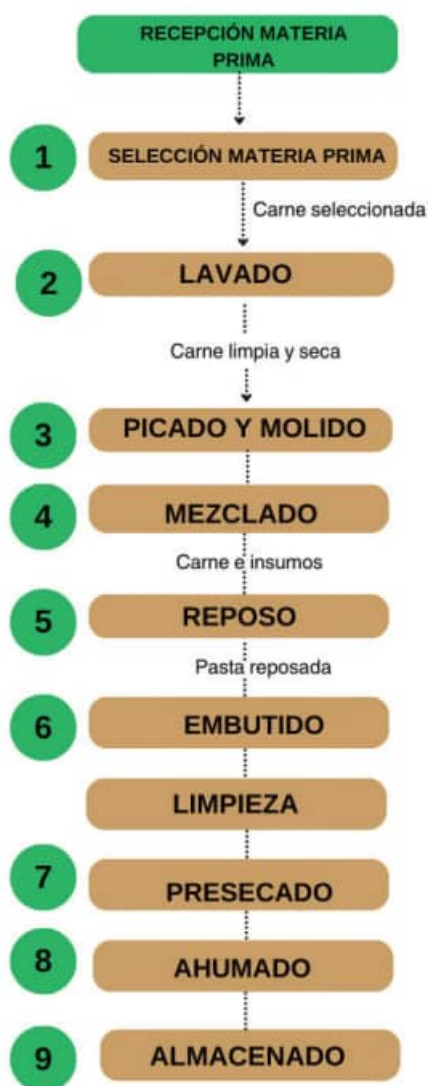 RECEPCIÓN MATERIA
PRIMA
1 SELECCIÓN MATERIA PRIMA
Carne seleccionada
2 LAVADO
Carne limpia y seca
3 PICADO Y MOLIDO
4 MEZCLADO
Carne e insumos
5 REPOSO
Pasta reposada
6 EMBUTIDO
LIMPIEZA
7 PRESECADO
8 AHUMADO
9 ALMACENADO